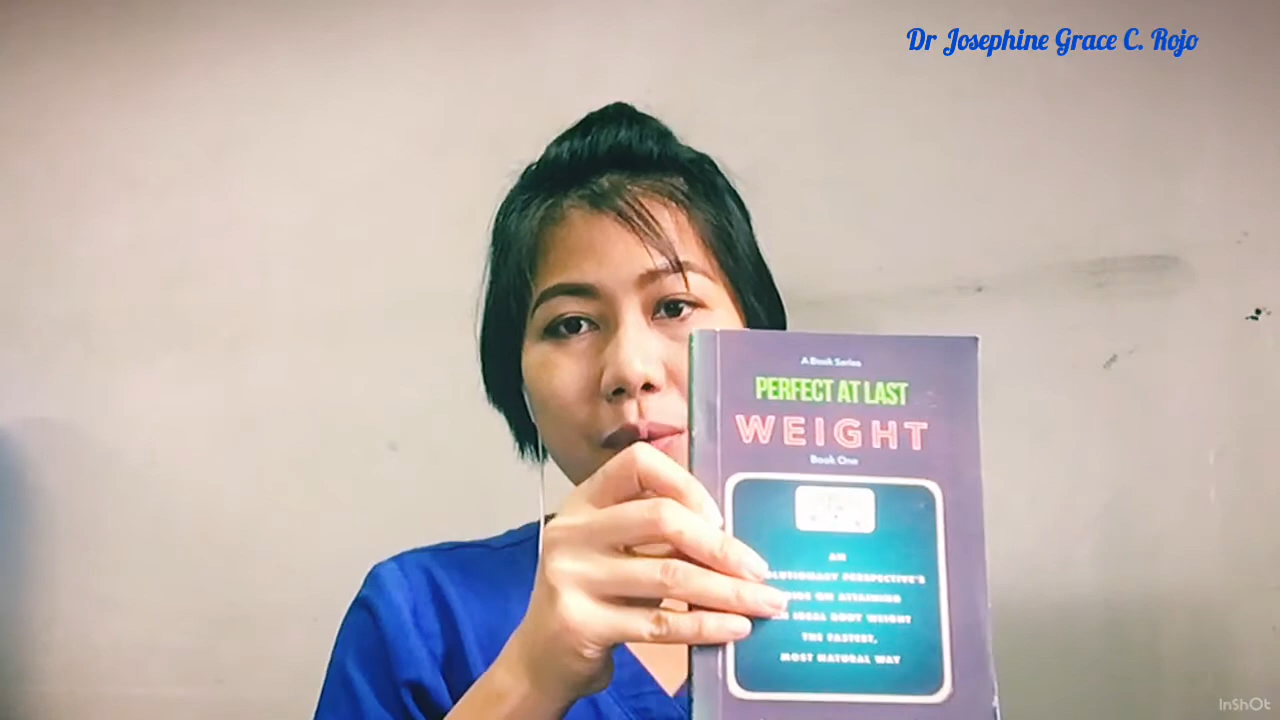 Dr Josephine Grace C. Rojo
A Book Series
PERFECT AT LAST
WEIGHT
Book One
AN
OLUTIONARY PERSPECTIVE'S
ON ATTAINING
IDEAL BODY WEIGHT
THE FASTEST,
MOST NATURAL WAY
InShOt